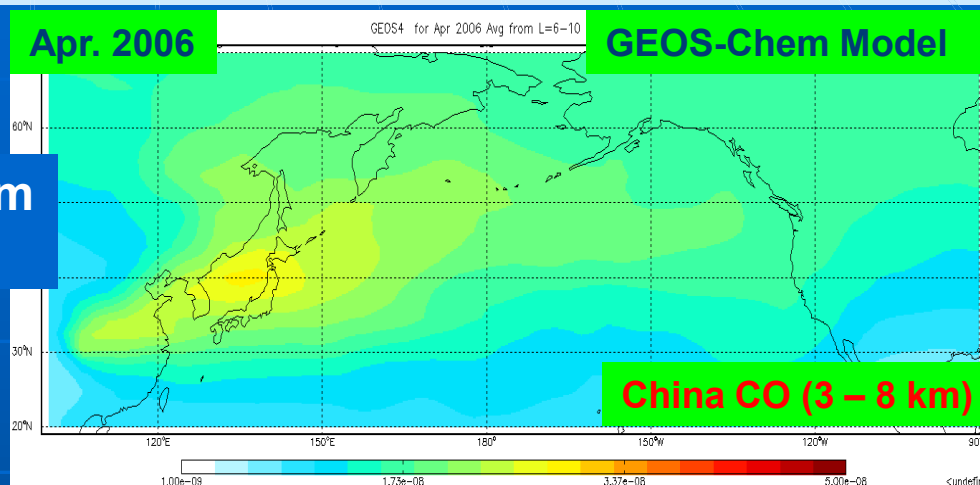 Apr. 2006
GEOS4 for Apr 2006 Avg from L=6-10
GEOS-Chem Model
60°N
m
30°N
China CO (3 – 8 km)
20°N
120°E
150°E
180°
150°W
120°W
90°
1.00e-09
1.73e-08
3.37e-08
5.00e-08